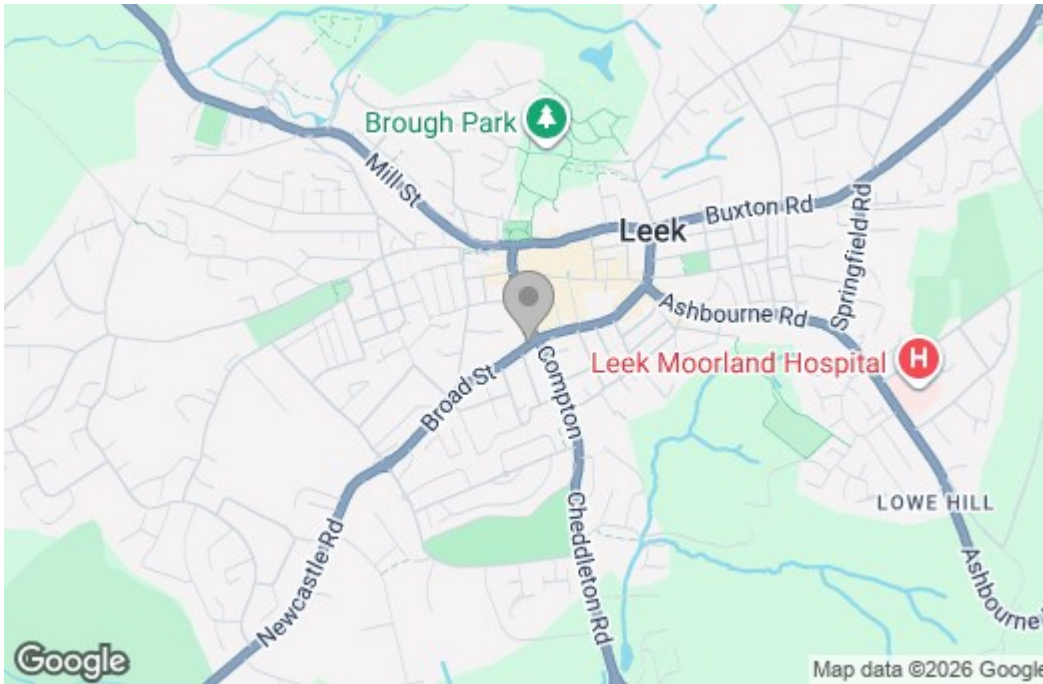 Brough Park
Mill St
Leek
Buxton Rd
Springfield Rd
Ashbourne Rd
Leek Moorland Hospital
H
Broad St
Compton
Cheddleton Rd
LOWE HILL
Newcastle Rd
Ashbourne
Google
Map data ©2026 Google